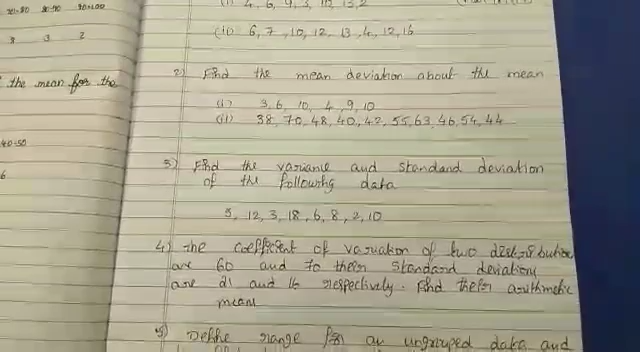 80-90 90-100
3 3 2
the mean for the
40-50
6
(ii) 6, 7, 10, 12, 13, 4, 12, 16
2) Find the mean deviation about the mean
(i) 3, 6, 10, 4, 9, 10
(ii) 38, 70, 48, 40, 42, 55, 63, 46, 54, 44
3) Find the variance and standard deviation
of the following data
5, 12, 3, 18, 6, 8, 2, 10
4) The coefficient of variation of two distribution
are 60 and 70 their standard deviation
are 21 and 16 respectively. Find their arithmetic
mean
5) Define range for an ungrouped data and